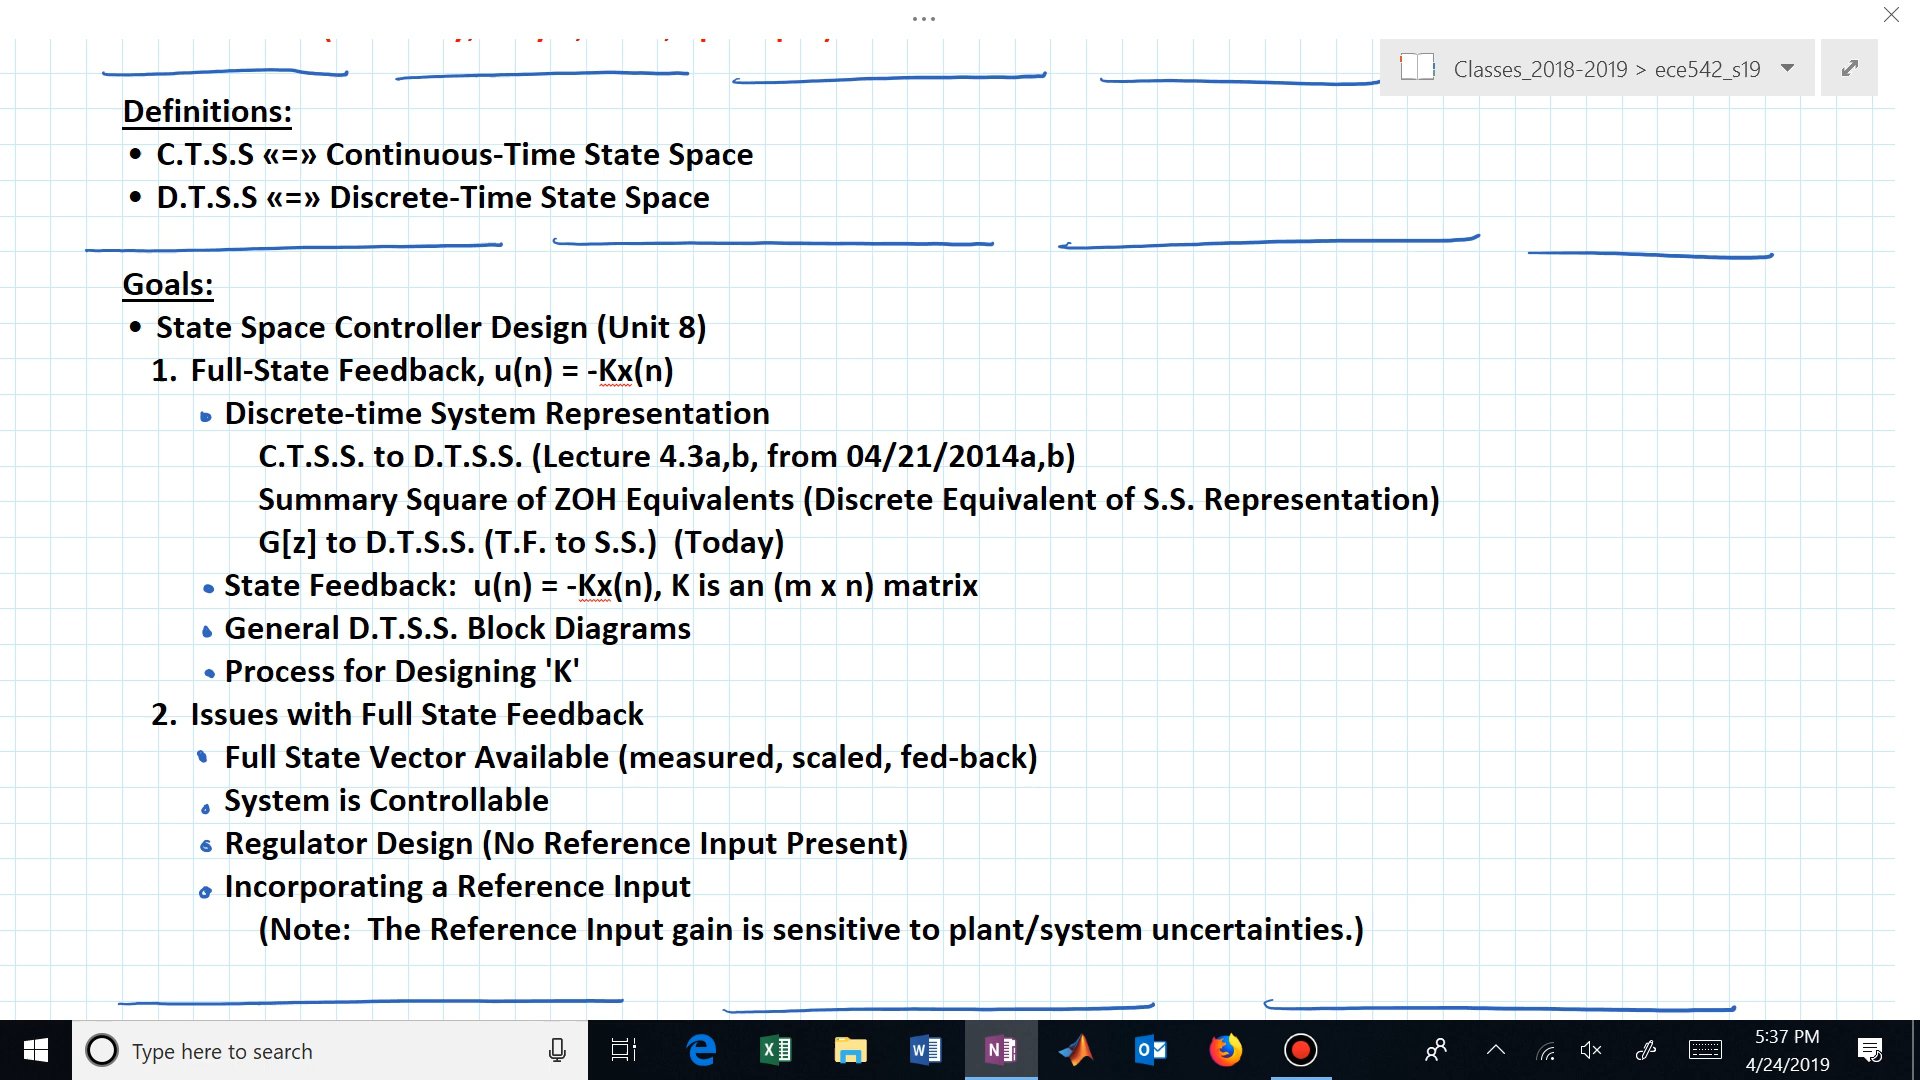 Classes_2018-2019 > ece542_s19
Definitions:
• C.T.S.S «=» Continuous-Time State Space
• D.T.S.S «=» Discrete-Time State Space
Goals:
• State Space Controller Design (Unit 8)
1. Full-State Feedback, u(n) = -Kx(n)
• Discrete-time System Representation
C.T.S.S. to D.T.S.S. (Lecture 4.3a,b, from 04/21/2014a,b)
Summary Square of ZOH Equivalents (Discrete Equivalent of S.S. Representation)
G[z] to D.T.S.S. (T.F. to S.S.) (Today)
• State Feedback: u(n) = -Kx(n), K is an (m x n) matrix
• General D.T.S.S. Block Diagrams
• Process for Designing 'K'
2. Issues with Full State Feedback
• Full State Vector Available (measured, scaled, fed-back)
• System is Controllable
• Regulator Design (No Reference Input Present)
• Incorporating a Reference Input
(Note: The Reference Input gain is sensitive to plant/system uncertainties.)
Type here to search
5:37 PM
4/24/2019